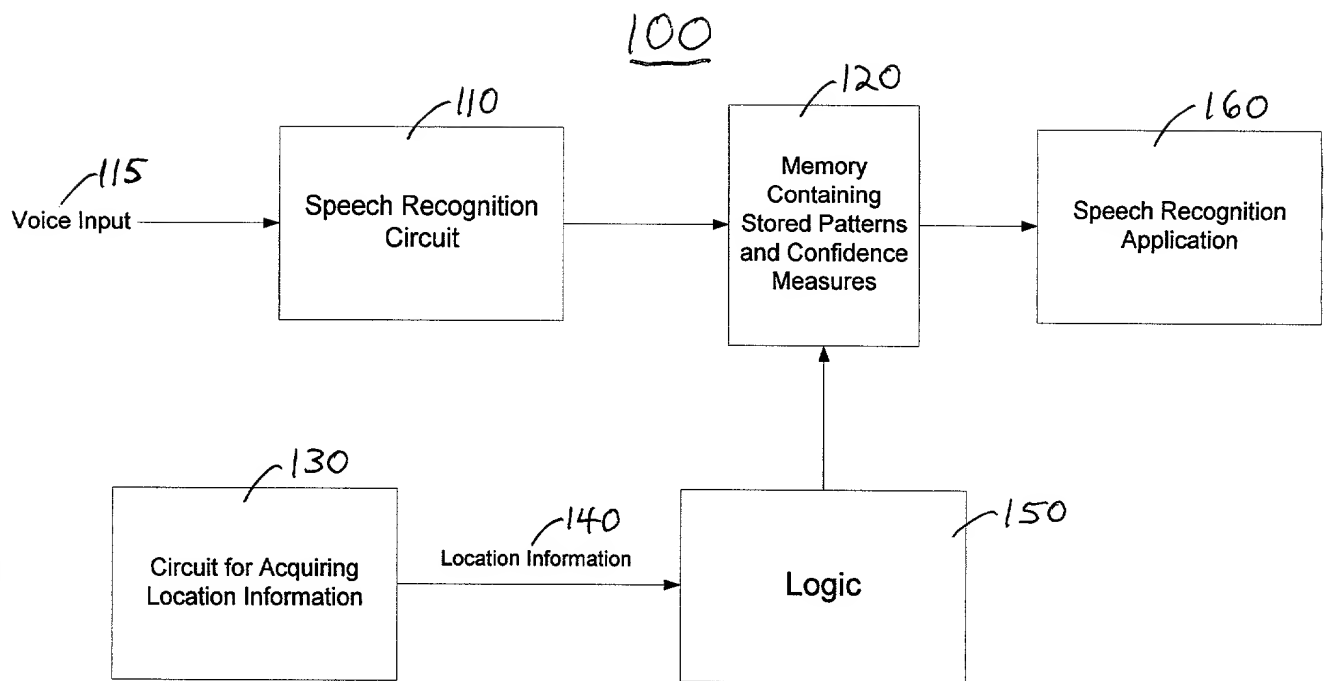 100
110
120
160
115
Voice Input
Speech Recognition
Circuit
Memory
Containing
Stored Patterns
and Confidence
Measures
Speech Recognition
Application
130
140
150
Circuit for Acquiring
Location Information
Location Information
Logic